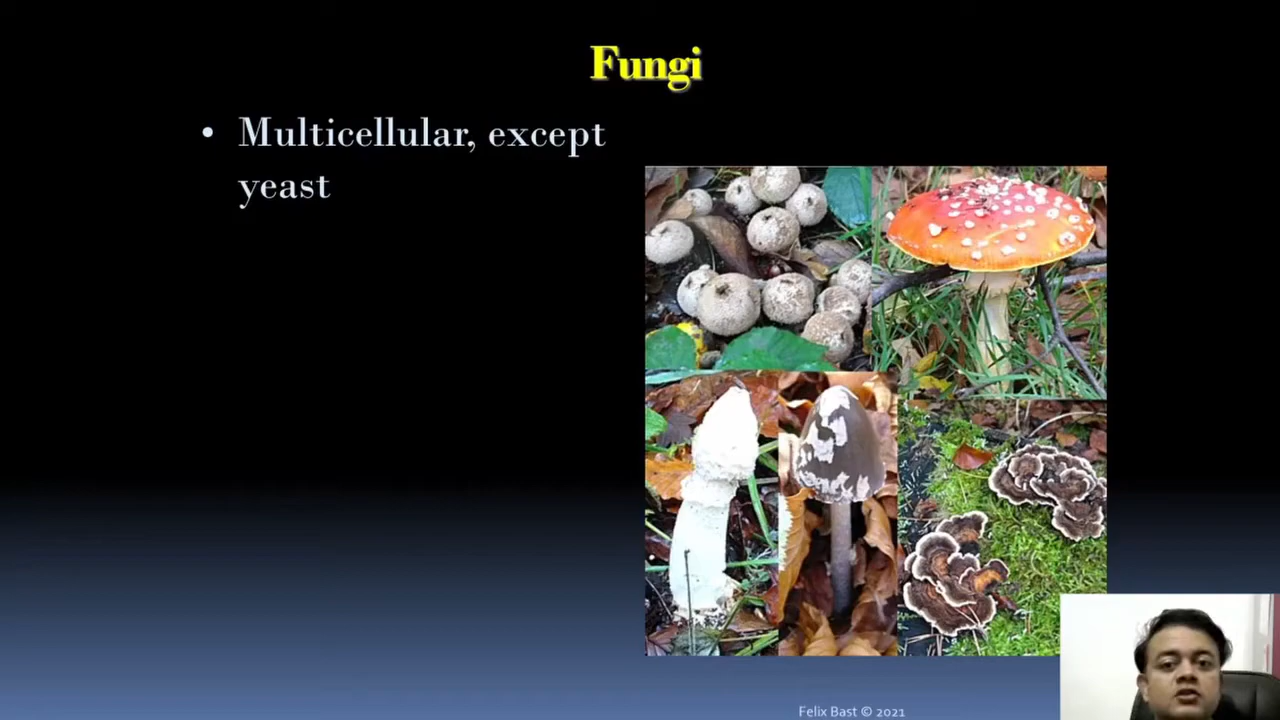 Fungi
• Multicellular, except
yeast
Felix Bast © 2021